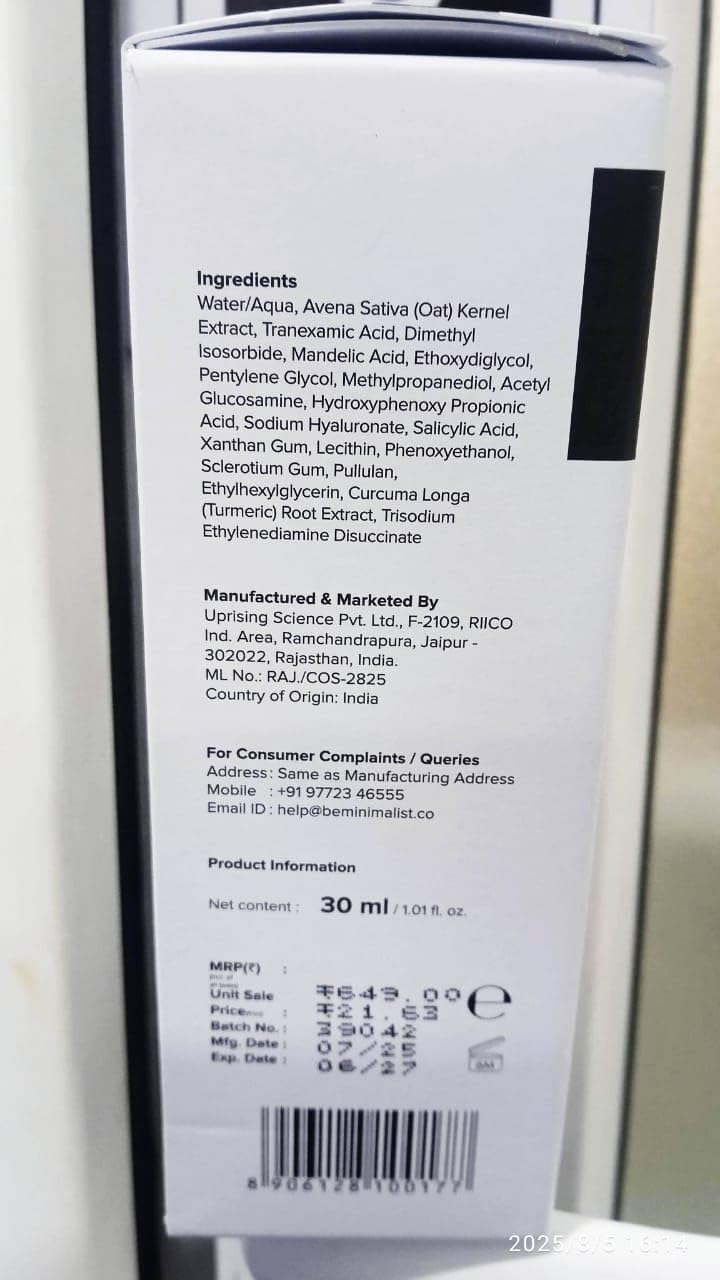 Ingredients
Water/Aqua, Avena Sativa (Oat) Kernel
Extract, Tranexamic Acid, Dimethyl
Isosorbide, Mandelic Acid, Ethoxydiglycol,
Pentylene Glycol, Methylpropanediol, Acetyl
Glucosamine, Hydroxyphenoxy Propionic
Acid, Sodium Hyaluronate, Salicylic Acid,
Xanthan Gum, Lecithin, Phenoxyethanol,
Sclerotium Gum, Pullulan,
Ethylhexylglycerin, Curcuma Longa
(Turmeric) Root Extract, Trisodium
Ethylenediamine Disuccinate
Manufactured & Marketed By
Uprising Science Pvt. Ltd., F-2109, RIICO
Ind. Area, Ramchandrapura, Jaipur -
302022, Rajasthan, India.
ML No.: RAJ./COS-2825
Country of Origin: India
For Consumer Complaints / Queries
Address : Same as Manufacturing Address
Mobile : +91 97723 46555
Email ID : help@beminimalist.co
Product Information
Net content : 30 ml / 1.01 fl. oz.
MRP(₹) : ₹649.00
Unit Sale
Price : ₹21.63
Batch No. : 39042
Mfg. Date : 07/25
Exp. Date : 06/27
e
8 906128 100177
2025/8/6 16:14